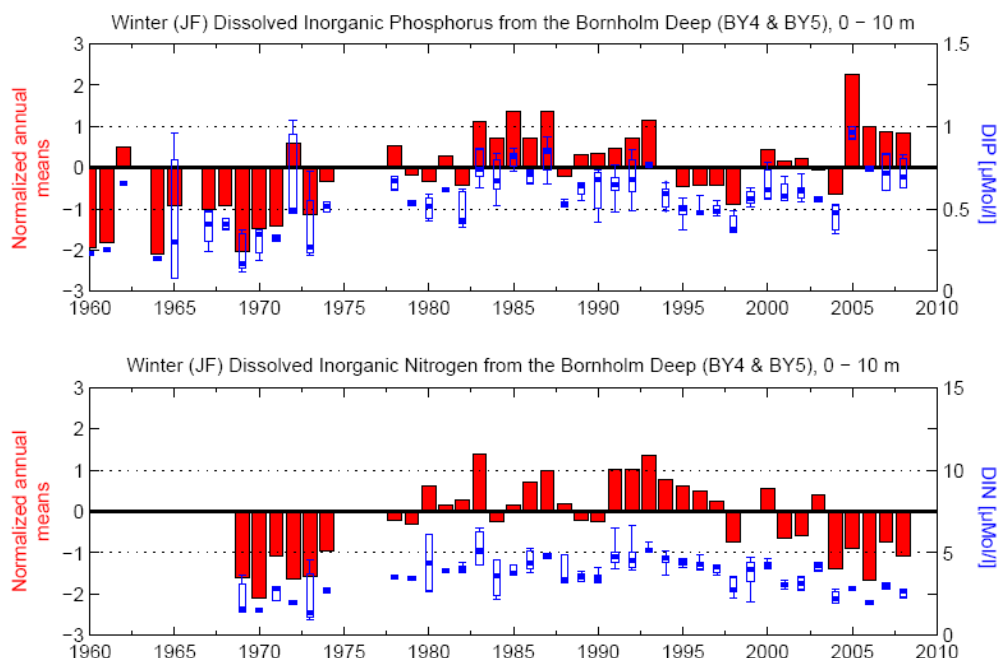 Winter (JF) Dissolved Inorganic Phosphorus from the Bornholm Deep (BY4 & BY5), 0 − 10 m
Normalized annual
means
3
2
1
0
−1
−2
−3
1.5
1
0.5
0
DIP [µMol/l]
1960 1965 1970 1975 1980 1985 1990 1995 2000 2005 2010
Winter (JF) Dissolved Inorganic Nitrogen from the Bornholm Deep (BY4 & BY5), 0 − 10 m
Normalized annual
means
3
2
1
0
−1
−2
−3
15
10
5
0
DIN [µMol/l]
1960 1965 1970 1975 1980 1985 1990 1995 2000 2005 2010